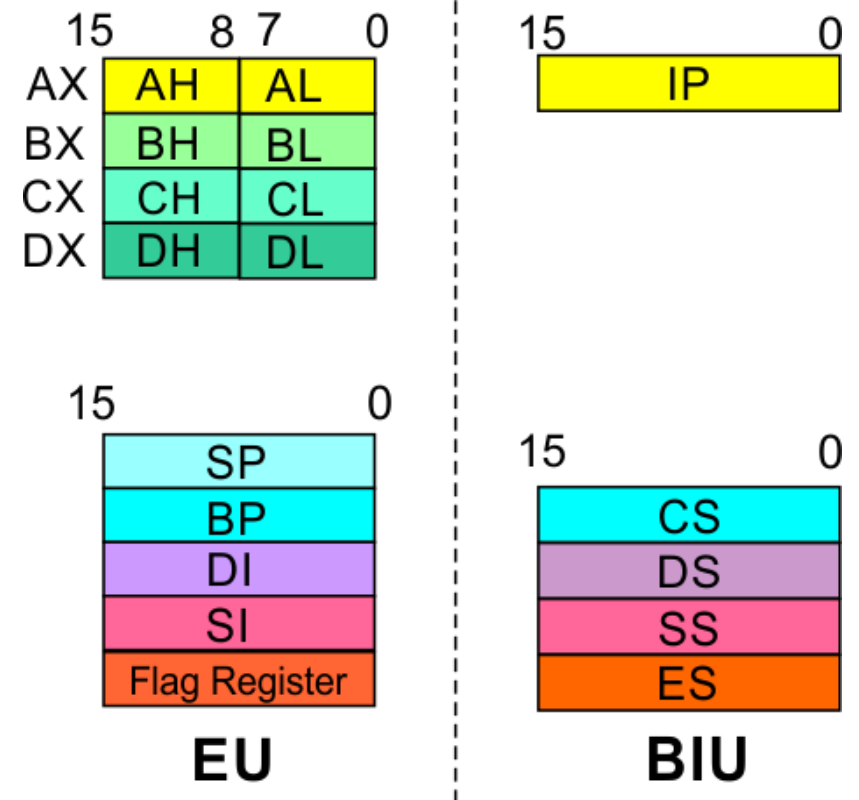 15 8 7 0
AX AH AL
BX BH BL
CX CH CL
DX DH DL
15 0
SP
BP
DI
SI
Flag Register
EU
15 0
IP
15 0
CS
DS
SS
ES
BIU